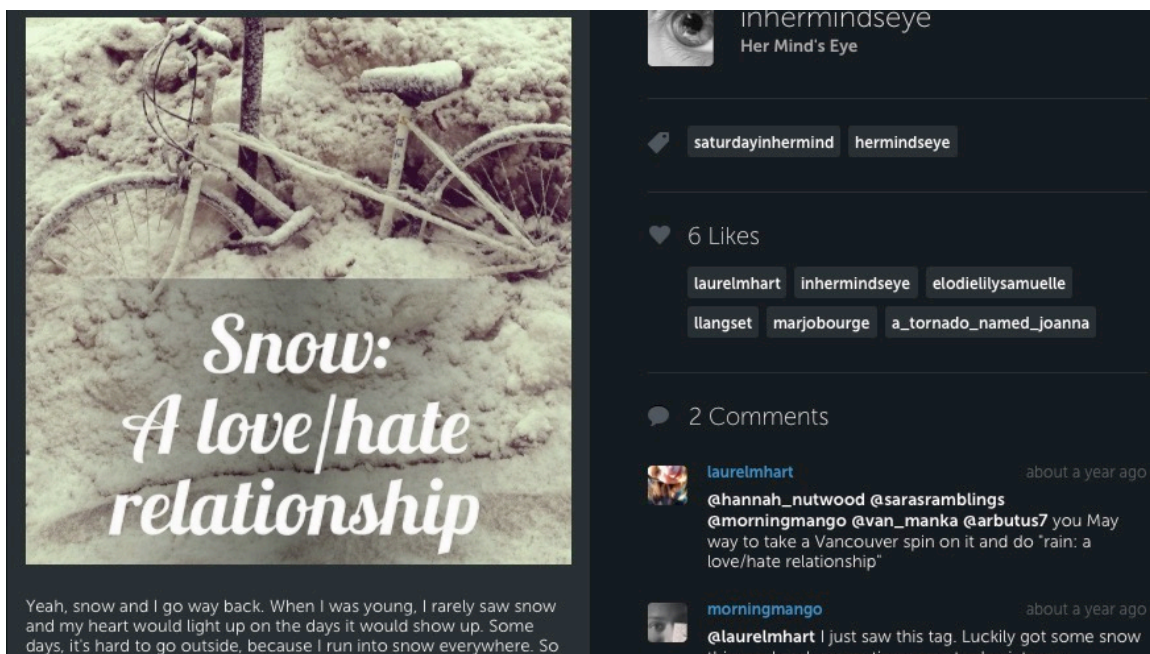 Snow:
A love/hate
relationship
Yeah, snow and I go way back. When I was young, I rarely saw snow
and my heart would light up on the days it would show up. Some
days, it's hard to go outside, because I run into snow everywhere. So
inhermindseye
Her Mind's Eye
saturdayinhermind hermindseye
6 Likes
laurelmhart inhermindseye elodielilysamuelle
llangset marjobourge a_tornado_named_joanna
2 Comments
laurelmhart about a year ago
@hannah_nutwood @sarasramblings
@morningmango @van_manka @arbutus7 you May
way to take a Vancouver spin on it and do "rain: a
love/hate relationship"
morningmango about a year ago
@laurelmhart I just saw this tag. Luckily got some snow